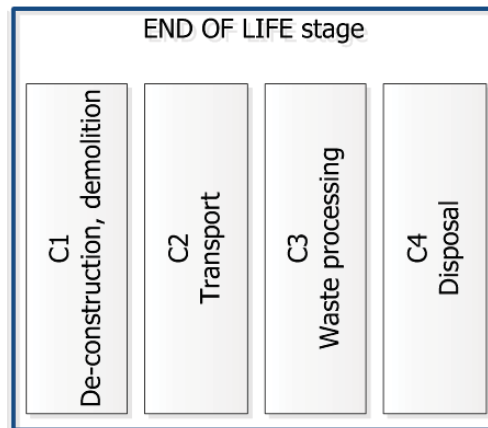 END OF LIFE stage
C1
De-construction, demolition
C2
Transport
C3
Waste processing
C4
Disposal